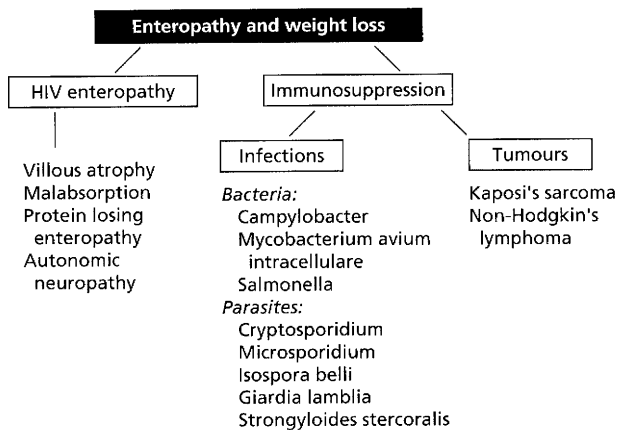 Enteropathy and weight loss
HIV enteropathy
Immunosuppression
Villous atrophy
Malabsorption
Protein losing
enteropathy
Autonomic
neuropathy
Infections
Bacteria:
Campylobacter
Mycobacterium avium
intracellulare
Salmonella
Parasites:
Cryptosporidium
Microsporidium
Isospora belli
Giardia lamblia
Strongyloides stercoralis
Tumours
Kaposi's sarcoma
Non-Hodgkin's
lymphoma